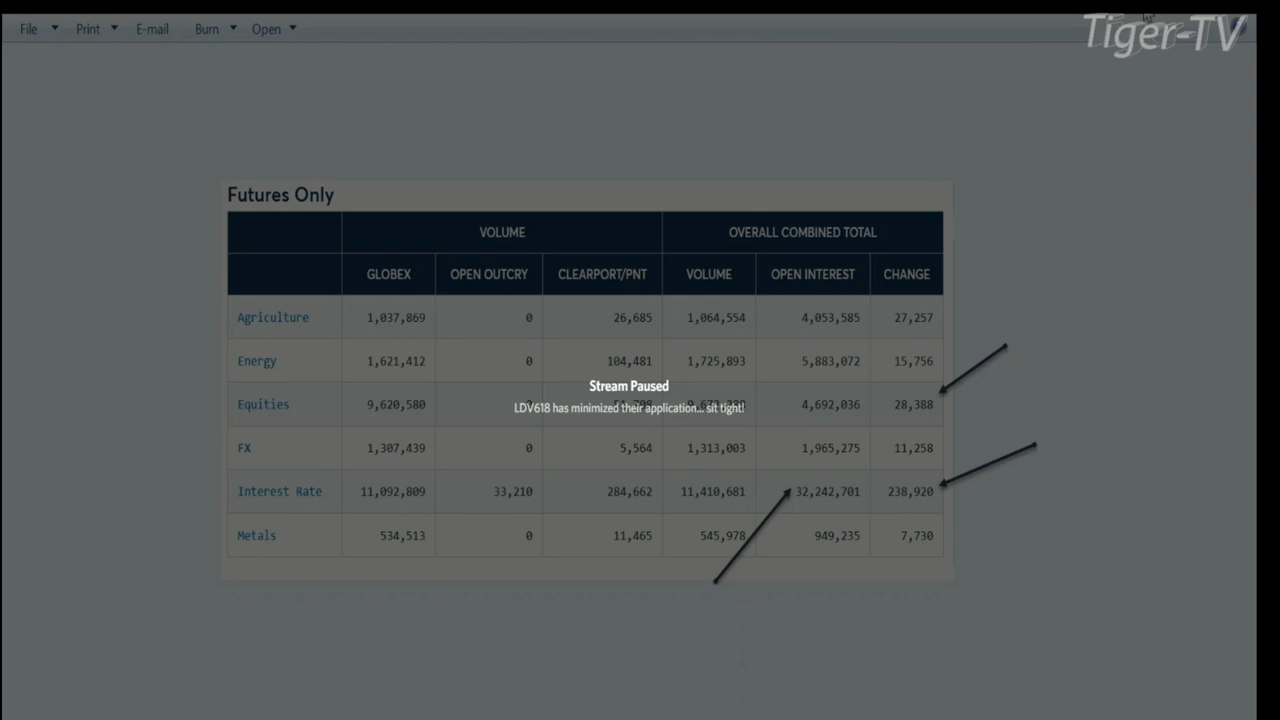 File Print E-mail Burn Open
Tiger-TV
Futures Only
VOLUME OVERALL COMBINED TOTAL
GLOBEX OPEN OUTCRY CLEARPORT/PNT VOLUME OPEN INTEREST CHANGE
Agriculture 1,037,869 0 26,685 1,064,554 4,053,585 27,257
Energy 1,621,412 0 104,481 1,725,893 5,883,072 15,756
Stream Paused
Equities 9,620,580 4,692,036 28,388
LDV618 has minimized their application... sit tight!
FX 1,307,439 0 5,564 1,313,003 1,965,275 11,258
Interest Rate 11,092,809 33,210 284,662 11,410,681 32,242,701 238,920
Metals 534,513 0 11,465 545,978 949,235 7,730